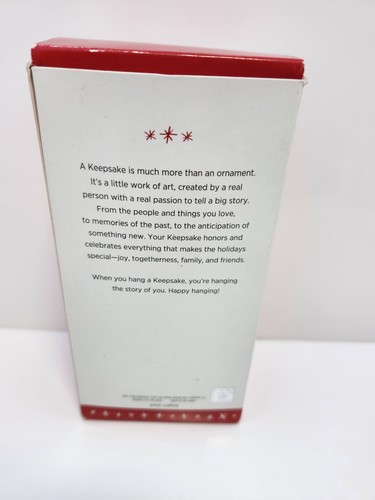 A Keepsake is much more than an ornament.
It's a little work of art, created by a real
person with a real passion to tell a big story.
From the people and things you love,
to memories of the past, to the anticipation of
something new. Your Keepsake honors and
celebrates everything that makes the holidays
special—joy, togetherness, family, and friends.
When you hang a Keepsake, you're hanging
the story of you. Happy hanging!